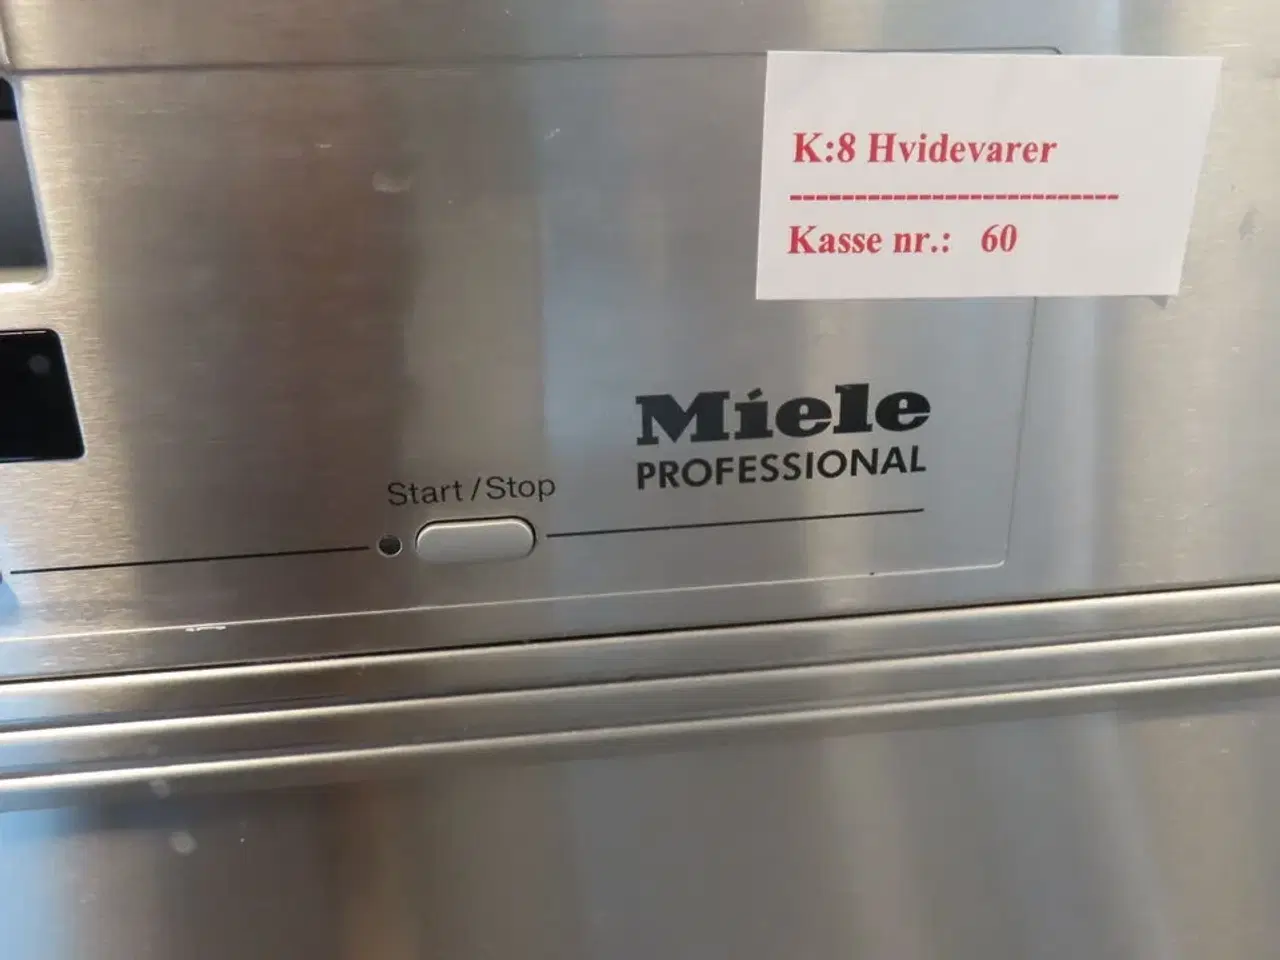 K:8 Hvidevarer
--------------------------
Kasse nr.: 60
Miele
PROFESSIONAL
Start/Stop